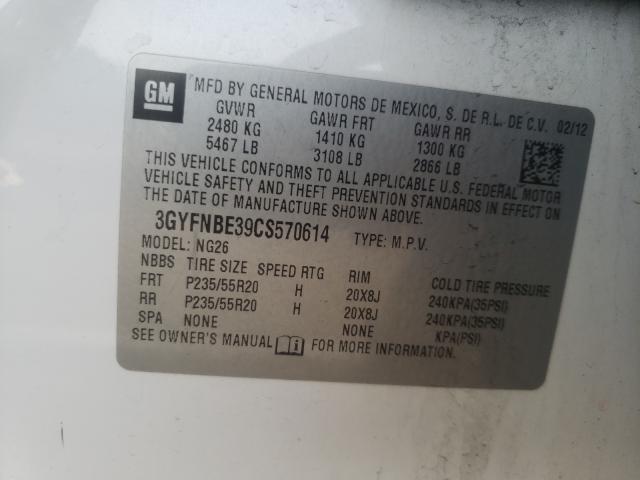 GM
MFD BY GENERAL MOTORS DE MEXICO, S. DE R.L. DE C.V. 02/12
GVWR GAWR FRT GAWR RR
2480 KG 1410 KG 1300 KG
5467 LB 3108 LB 2866 LB
THIS VEHICLE CONFORMS TO ALL APPLICABLE U.S. FEDERAL MOTOR
VEHICLE SAFETY AND THEFT PREVENTION STANDARDS IN EFFECT ON
THE DATE OF MANUFACTURE SHOWN ABOVE.
3GYFNBE39CS570614 TYPE: M.P.V.
MODEL: NG26
NBBS TIRE SIZE SPEED RTG RIM COLD TIRE PRESSURE
FRT P235/55R20 H 20X8J 240KPA(35PSI)
RR P235/55R20 H 20X8J 240KPA(35PSI)
SPA NONE NONE KPA(PSI)
SEE OWNER'S MANUAL FOR MORE INFORMATION.